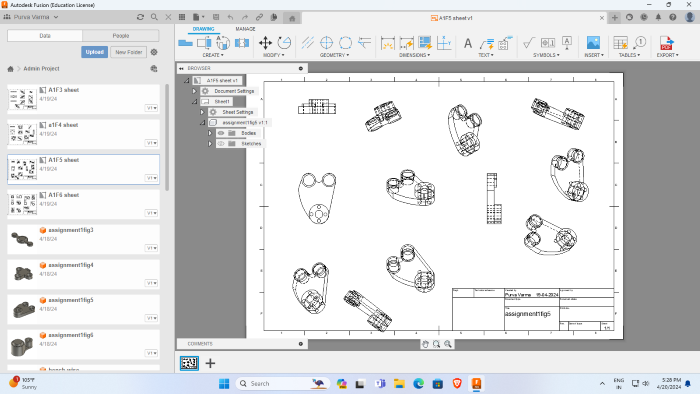 Autodesk Fusion (Education License)
Purva Varma
A1F5 sheet v1
Data
People
DRAWING
MANAGE
Upload
New Folder
CREATE
MODIFY
GEOMETRY
DIMENSIONS
TEXT
SYMBOLS
INSERT
TABLES
EXPORT
Admin Project
BROWSER
A1F5 sheet v1
Document Settings
Sheet1
Sheet Settings
assignment1fig5 v1:1
Bodies
Sketches
A1F3 sheet
4/19/24
V1
a1F4 sheet
4/19/24
V1
A1F5 sheet
4/19/24
V1
A1F6 sheet
4/19/24
V1
assignment1fig3
4/19/24
V1
assignment1fig4
4/19/24
V1
assignment1fig5
4/19/24
V1
assignment1fig6
4/19/24
V1
Purva Varma
19-04-2024
assignment1fig5
1/1
COMMENTS
105°F
Sunny
Search
ENG
IN
5:28 PM
4/20/2024